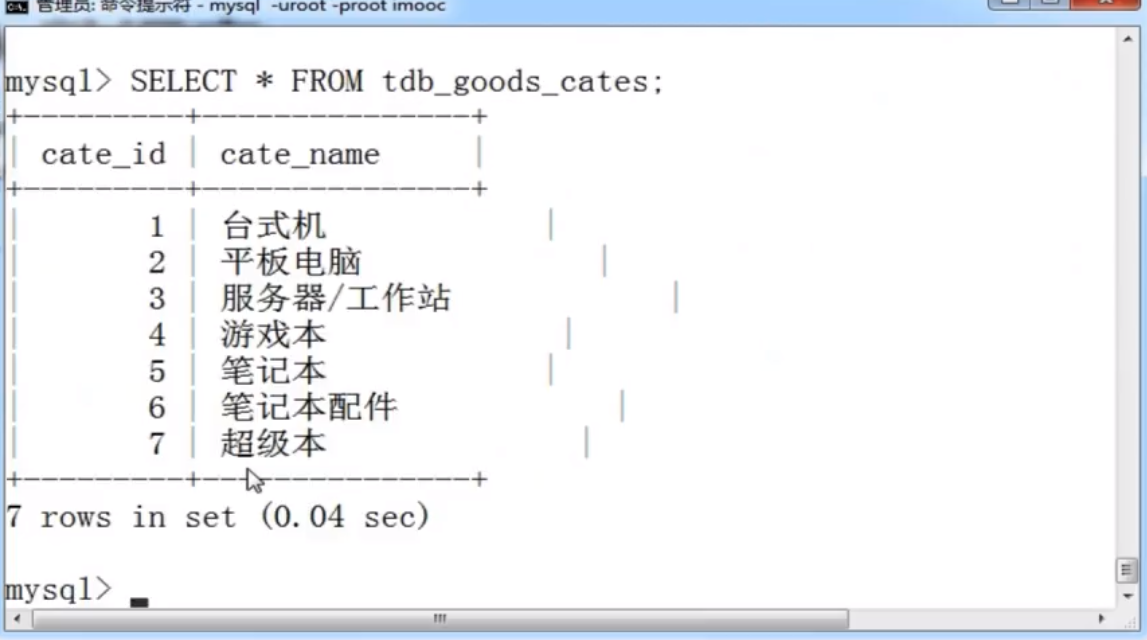 管理员: 命令提示符 - mysql -uroot -proot imooc
mysql> SELECT * FROM tdb_goods_cates;
+---------+---------------+
| cate_id | cate_name     |
+---------+---------------+
|       1 | 台式机            |
|       2 | 平板电脑             |
|       3 | 服务器/工作站            |
|       4 | 游戏本             |
|       5 | 笔记本            |
|       6 | 笔记本配件            |
|       7 | 超级本              |
+---------+---------------+
7 rows in set (0.04 sec)
mysql>